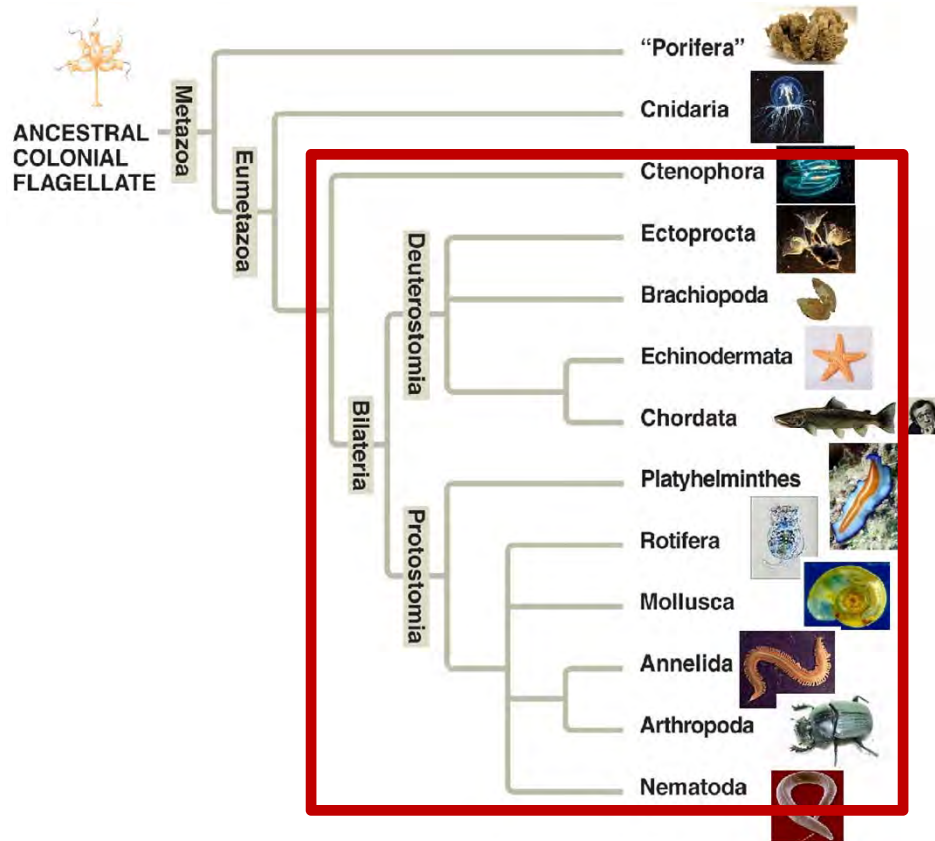 “Porifera”
Cnidaria
ANCESTRAL
COLONIAL
FLAGELLATE
Metazoa
Eumetazoa
Ctenophora
Deuterostomia
Ectoprocta
Brachiopoda
Echinodermata
Chordata
Bilateria
Platyhelminthes
Protostomia
Rotifera
Mollusca
Annelida
Arthropoda
Nematoda